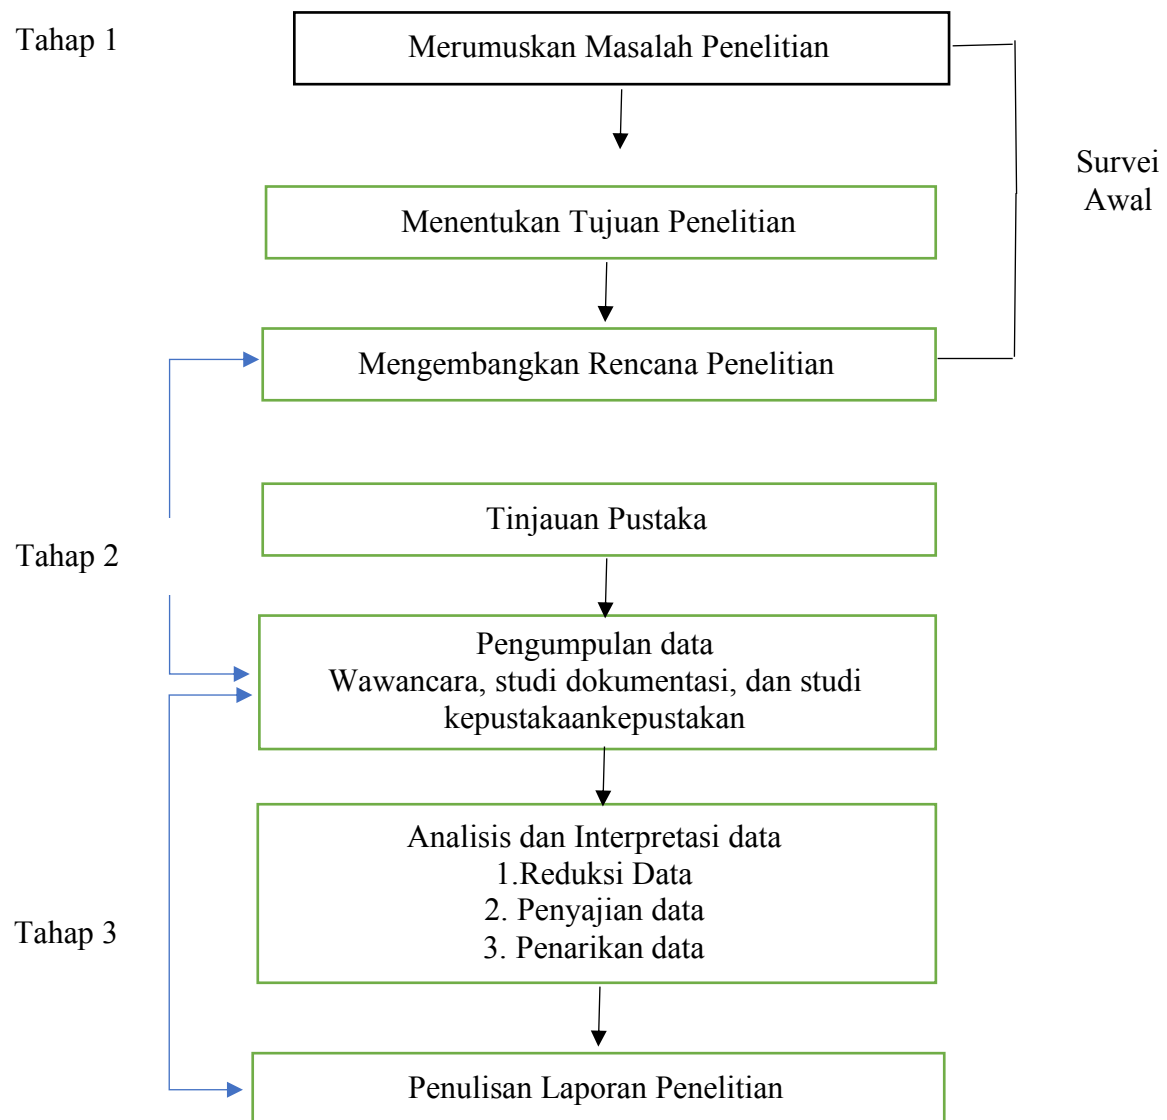 Tahap 1
Merumuskan Masalah Penelitian
Survei
Awal
Menentukan Tujuan Penelitian
Mengembangkan Rencana Penelitian
Tinjauan Pustaka
Tahap 2
Pengumpulan data
Wawancara, studi dokumentasi, dan studi
kepustakaankepustakan
Analisis dan Interpretasi data
1.Reduksi Data
2. Penyajian data
3. Penarikan data
Tahap 3
Penulisan Laporan Penelitian